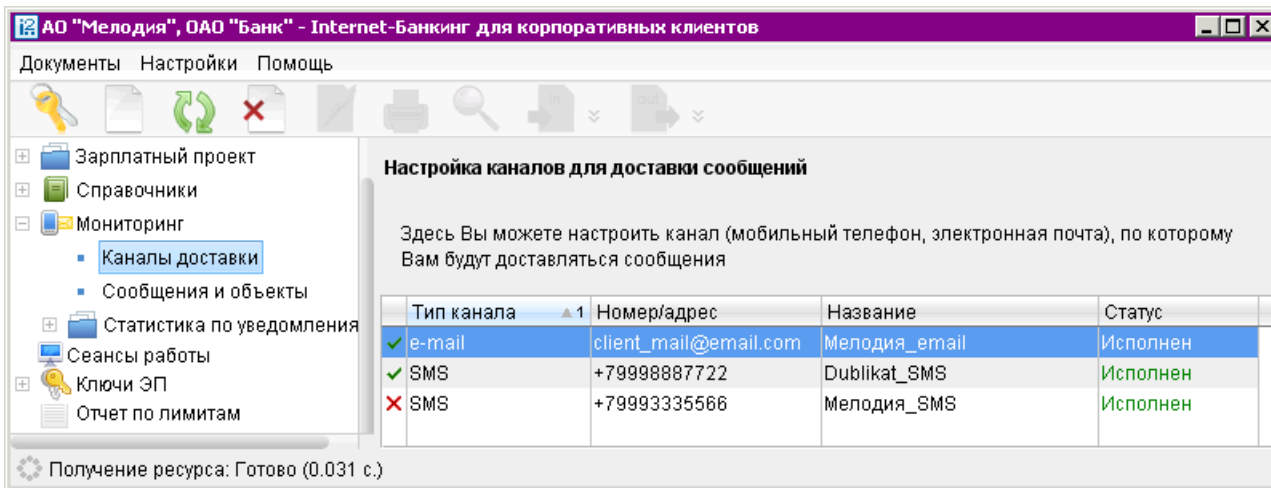 АО "Мелодия", ОАО "Банк" - Internet-Банкинг для корпоративных клиентов
Документы Настройки Помощь
in out
Зарплатный проект
Справочники
Мониторинг
Каналы доставки
Сообщения и объекты
Статистика по уведомления
Сеансы работы
Ключи ЭП
Отчет по лимитам
Настройка каналов для доставки сообщений
Здесь Вы можете настроить канал (мобильный телефон, электронная почта), по которому
Вам будут доставляться сообщения
Тип канала 1 Номер/адрес Название Статус
e-mail client_mail@email.com Мелодия_email Исполнен
SMS +79998887722 Dublikat_SMS Исполнен
SMS +79993335566 Мелодия_SMS Исполнен
Получение ресурса: Готово (0.031 с.)